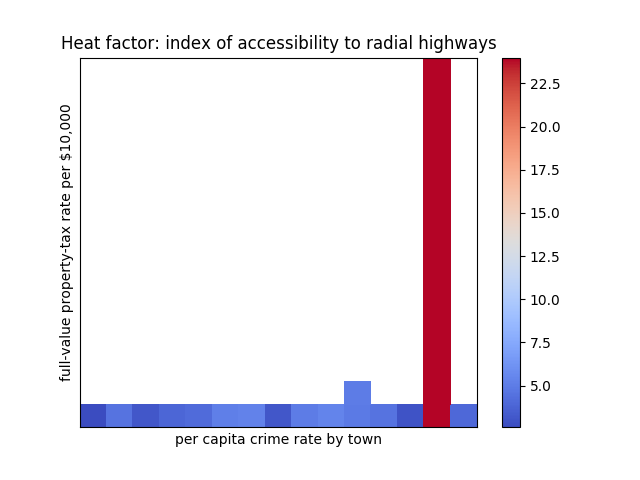 Heat factor: index of accessibility to radial highways
full-value property-tax rate per $10,000
per capita crime rate by town
22.5
20.0
17.5
15.0
12.5
10.0
7.5
5.0